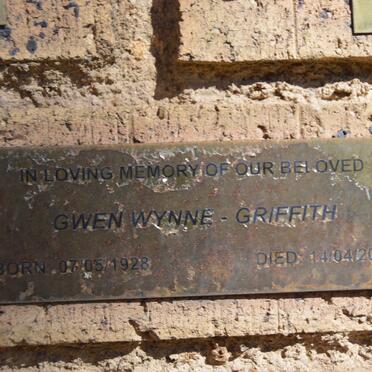 IN LOVING MEMORY OF OUR BELOVED
GWEN WYNNE - GRIFFITH
BORN 07/05/1928 DIED 14/04/20